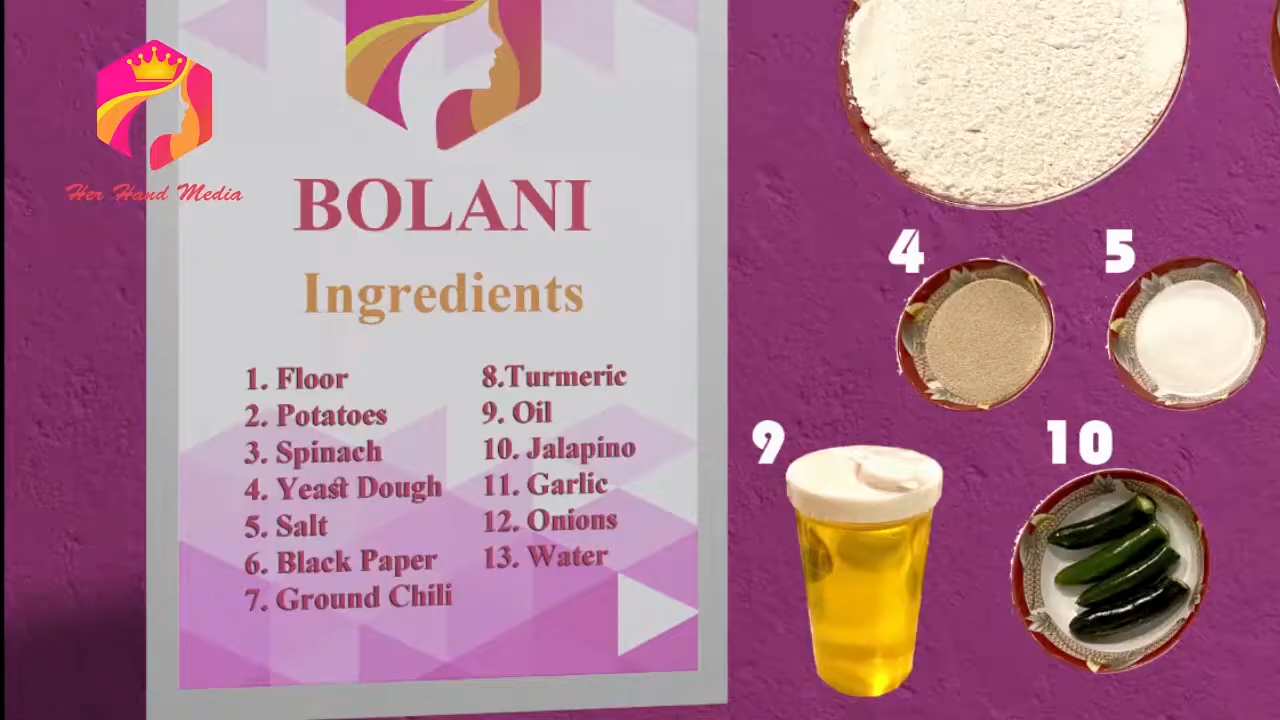 Her Hand Media
BOLANI
Ingredients
1. Floor
2. Potatoes
3. Spinach
4. Yeast Dough
5. Salt
6. Black Paper
7. Ground Chili
8.Turmeric
9. Oil
10. Jalapino
11. Garlic
12. Onions
13. Water
4
5
9
10